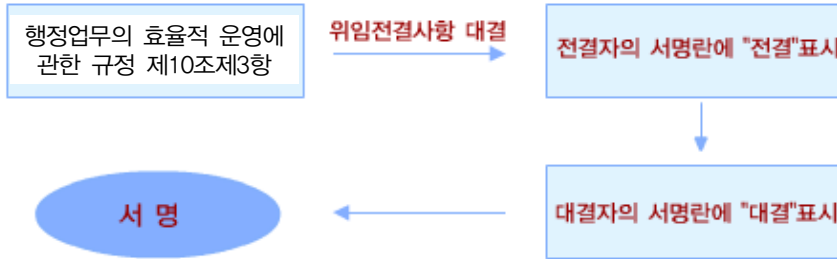 행정업무의 효율적 운영에
관한 규정 제10조제3항
위임전결사항 대결
전결자의 서명란에 "전결"표시
대결자의 서명란에 "대결"표시
서 명